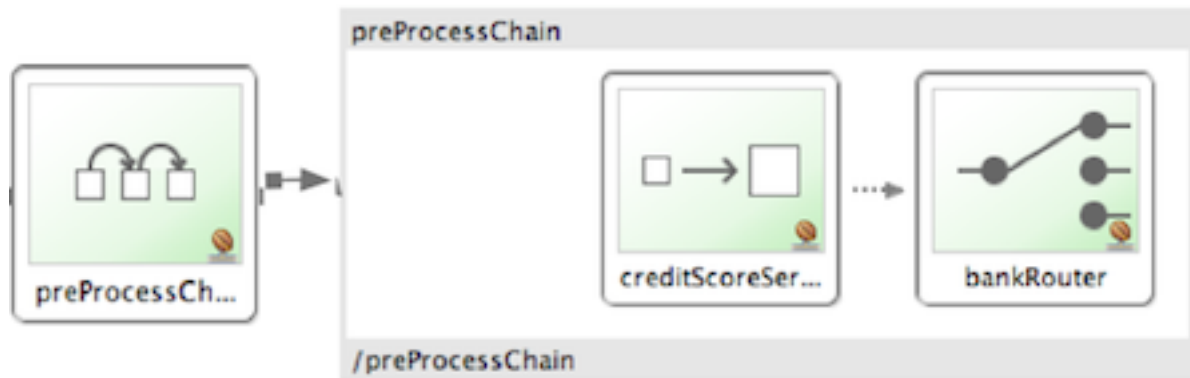 preProcessChain
preProcessCh...
creditScoreSer...
bankRouter
/preProcessChain